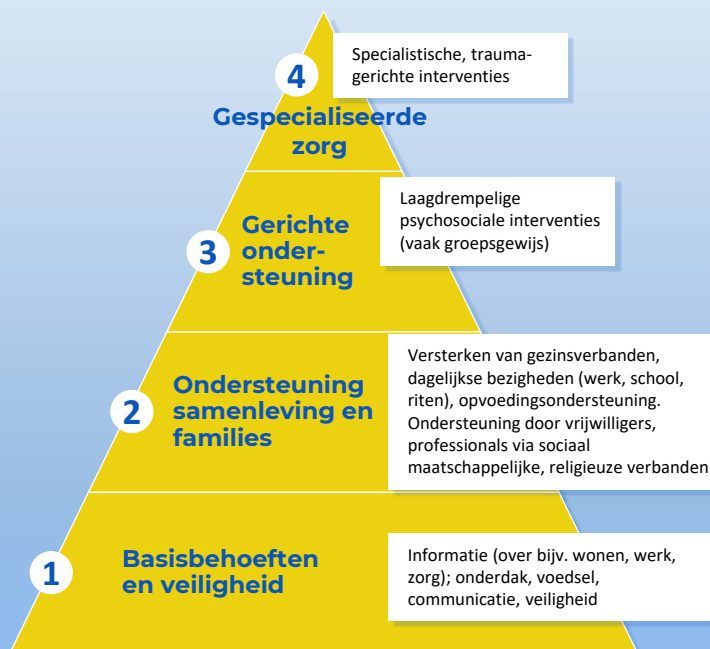 4
Gespecialiseerde
zorg
Specialistische, trauma-
gerichte interventies
3
Gerichte
onder-
steuning
Laagdrempelige
psychosociale interventies
(vaak groepsgewijs)
2
Ondersteuning
samenleving en
families
Versterken van gezinsverbanden,
dagelijkse bezigheden (werk, school,
riten), opvoedingsondersteuning.
Ondersteuning door vrijwilligers,
professionals via sociaal
maatschappelijke, religieuze verbanden
1
Basisbehoeften
en veiligheid
Informatie (over bijv. wonen, werk,
zorg); onderdak, voedsel,
communicatie, veiligheid